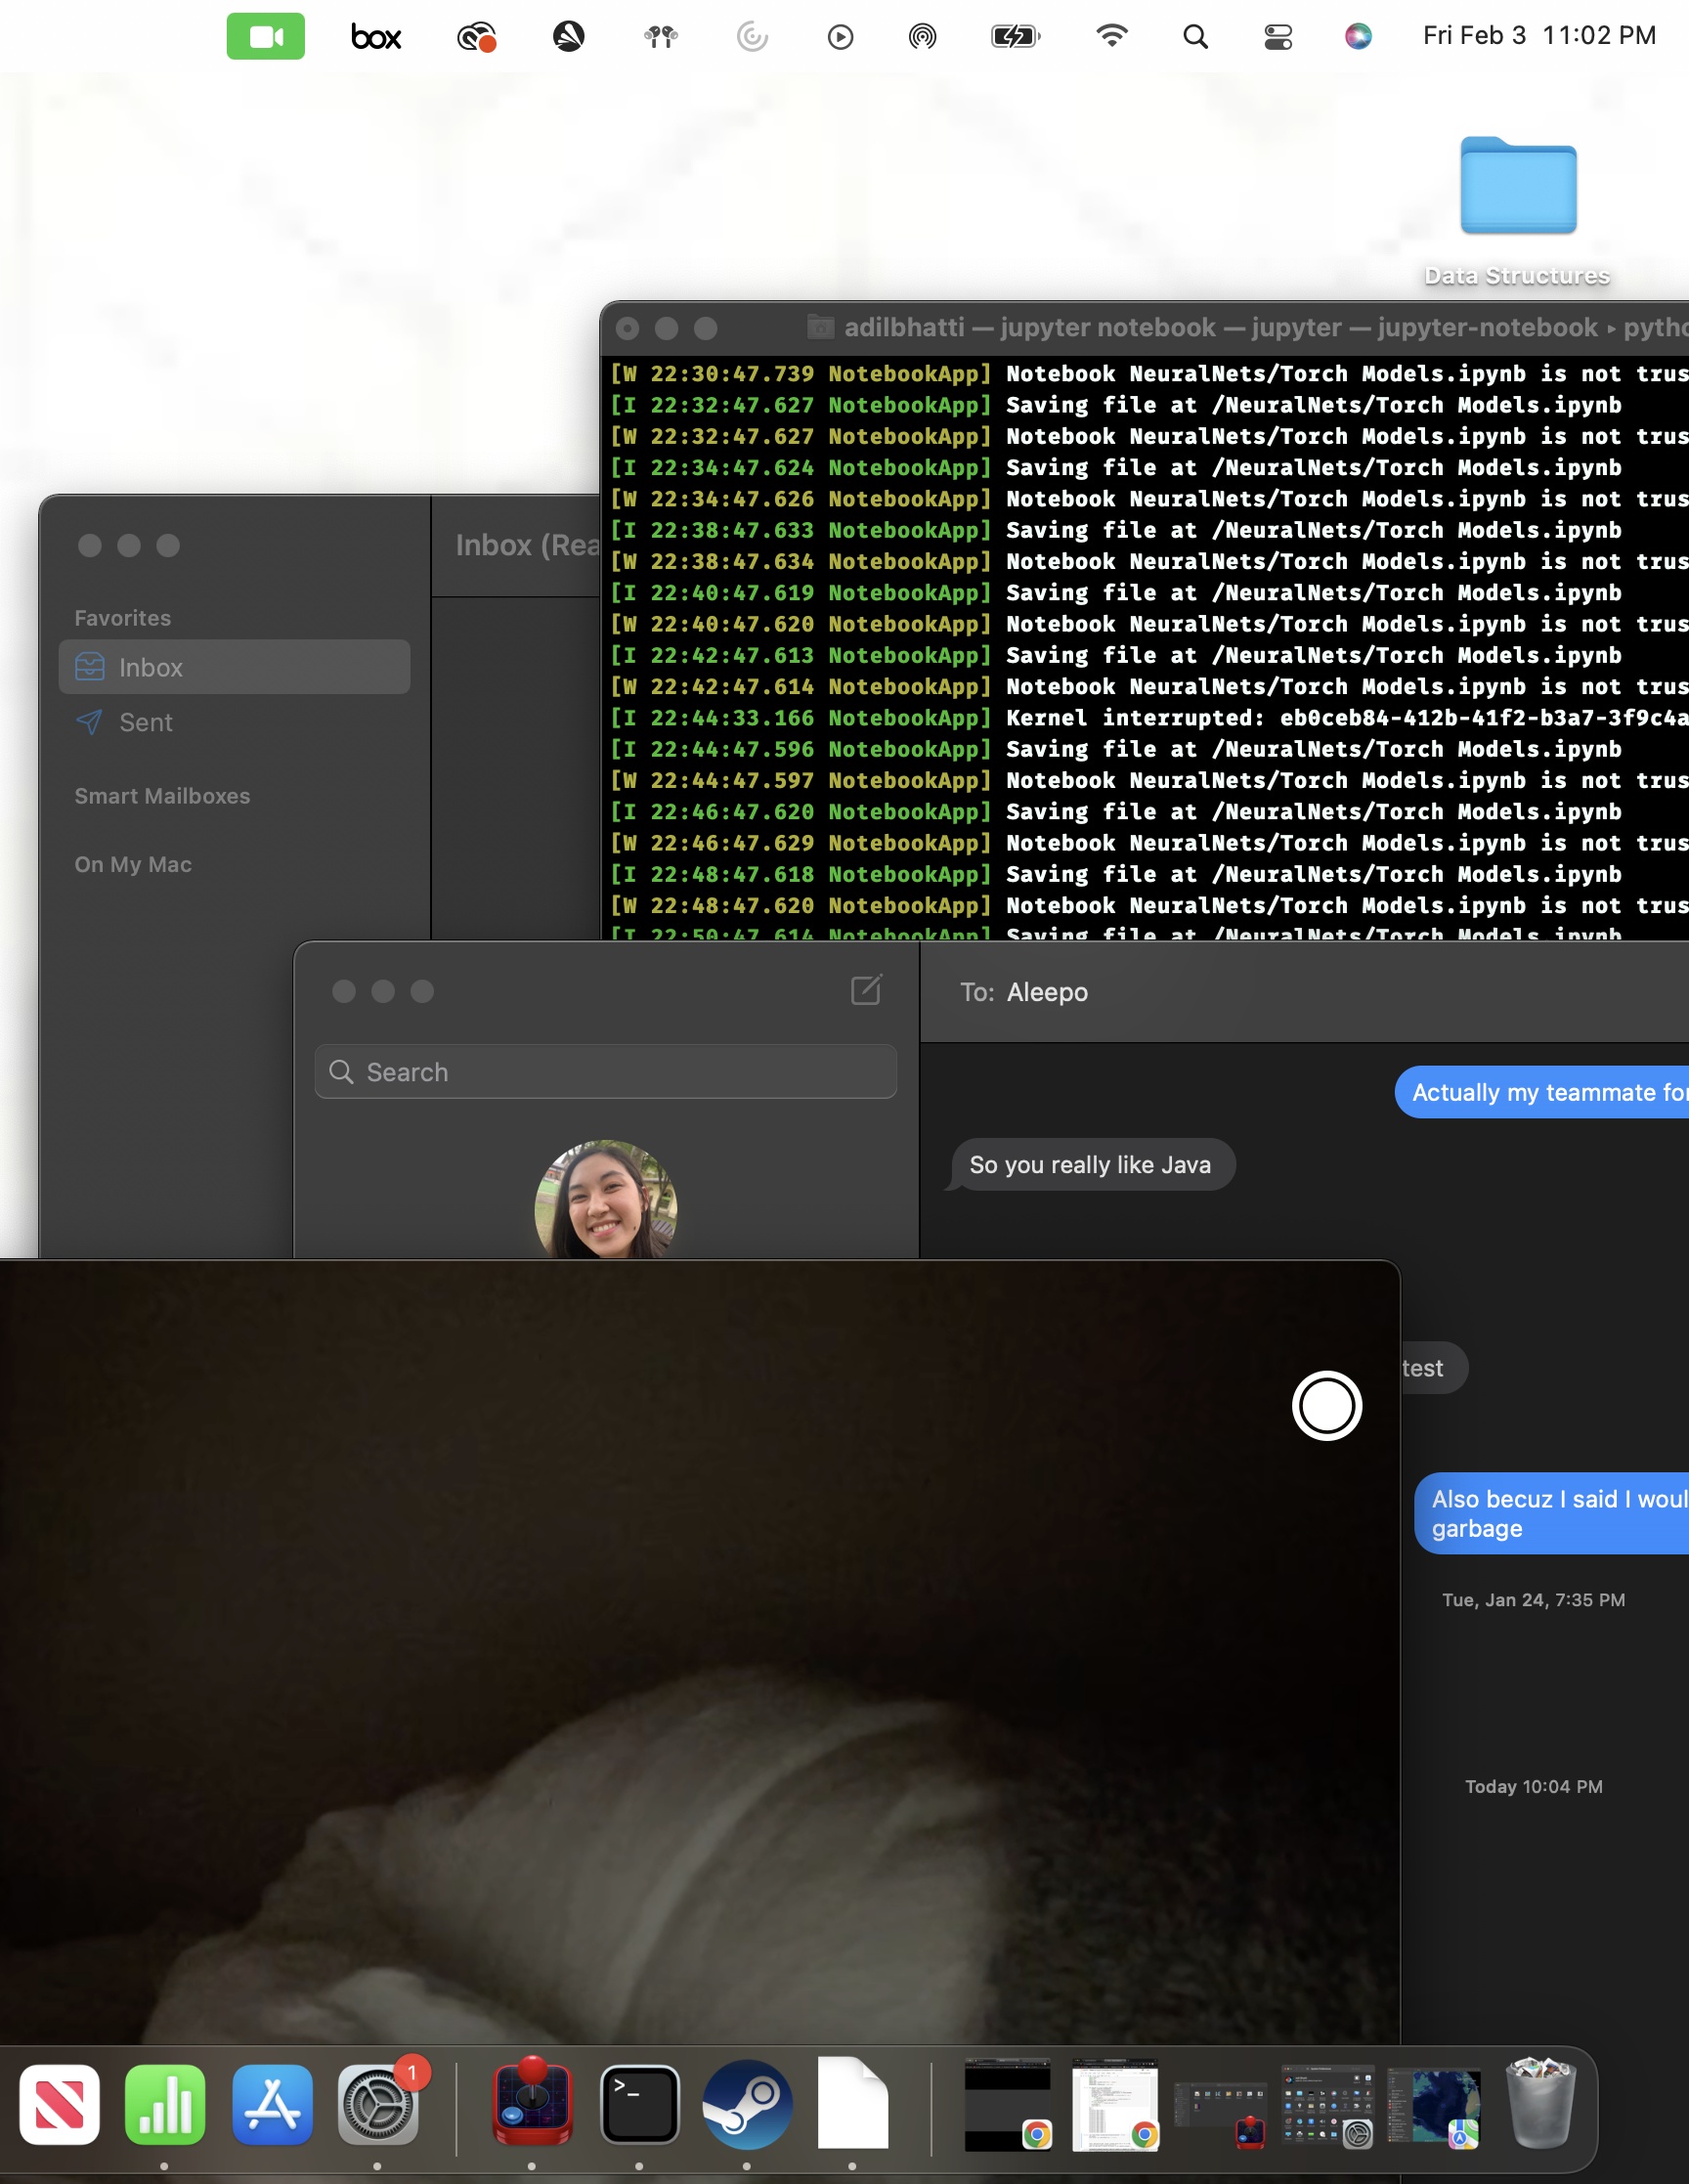 box
Fri Feb 3 11:02 PM
Data Structures
adilbhatti — jupyter notebook — jupyter — jupyter-notebook ▸ pytho
[W 22:30:47.739 NotebookApp] Notebook NeuralNets/Torch Models.ipynb is not trus
[I 22:32:47.627 NotebookApp] Saving file at /NeuralNets/Torch Models.ipynb
[W 22:32:47.627 NotebookApp] Notebook NeuralNets/Torch Models.ipynb is not trus
[I 22:34:47.624 NotebookApp] Saving file at /NeuralNets/Torch Models.ipynb
[W 22:34:47.626 NotebookApp] Notebook NeuralNets/Torch Models.ipynb is not trus
[I 22:38:47.633 NotebookApp] Saving file at /NeuralNets/Torch Models.ipynb
[W 22:38:47.634 NotebookApp] Notebook NeuralNets/Torch Models.ipynb is not trus
[I 22:40:47.619 NotebookApp] Saving file at /NeuralNets/Torch Models.ipynb
[W 22:40:47.620 NotebookApp] Notebook NeuralNets/Torch Models.ipynb is not trus
[I 22:42:47.613 NotebookApp] Saving file at /NeuralNets/Torch Models.ipynb
[W 22:42:47.614 NotebookApp] Notebook NeuralNets/Torch Models.ipynb is not trus
[I 22:44:33.166 NotebookApp] Kernel interrupted: eb0ceb84-412b-41f2-b3a7-3f9c4a
[I 22:44:47.596 NotebookApp] Saving file at /NeuralNets/Torch Models.ipynb
[W 22:44:47.597 NotebookApp] Notebook NeuralNets/Torch Models.ipynb is not trus
[I 22:46:47.620 NotebookApp] Saving file at /NeuralNets/Torch Models.ipynb
[W 22:46:47.629 NotebookApp] Notebook NeuralNets/Torch Models.ipynb is not trus
[I 22:48:47.618 NotebookApp] Saving file at /NeuralNets/Torch Models.ipynb
[W 22:48:47.620 NotebookApp] Notebook NeuralNets/Torch Models.ipynb is not trus
[I 22:50:47.614 NotebookApp] Saving file at /NeuralNets/Torch Models.ipynb
Inbox (Rea
Favorites
Inbox
Sent
Smart Mailboxes
On My Mac
Search
To: Aleepo
Actually my teammate for
So you really like Java
test
Also becuz I said I woul
garbage
Tue, Jan 24, 7:35 PM
Today 10:04 PM
1
>_